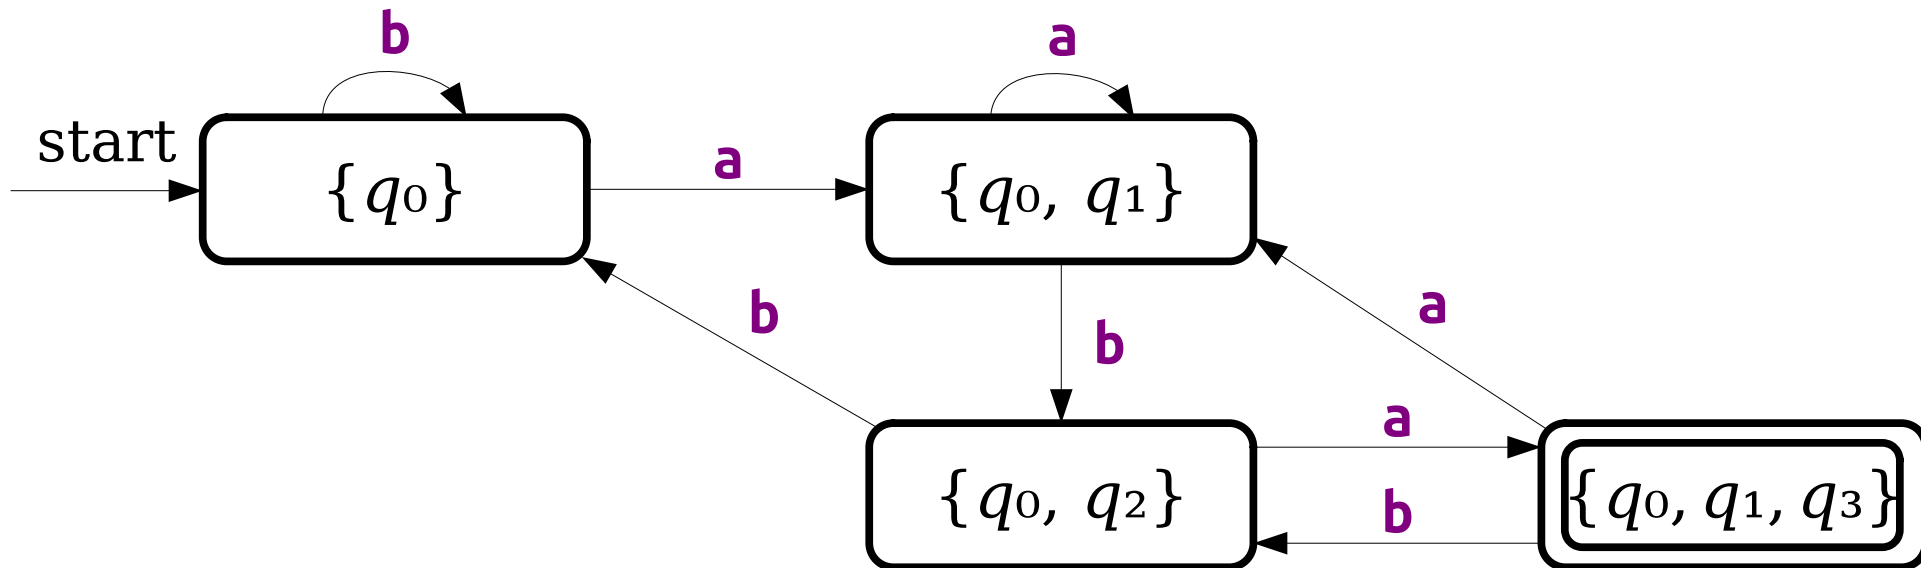 b
a
start
{q₀}
a
{q₀, q₁}
b
b
a
{q₀, q₂}
a
b
{q₀, q₁, q₃}